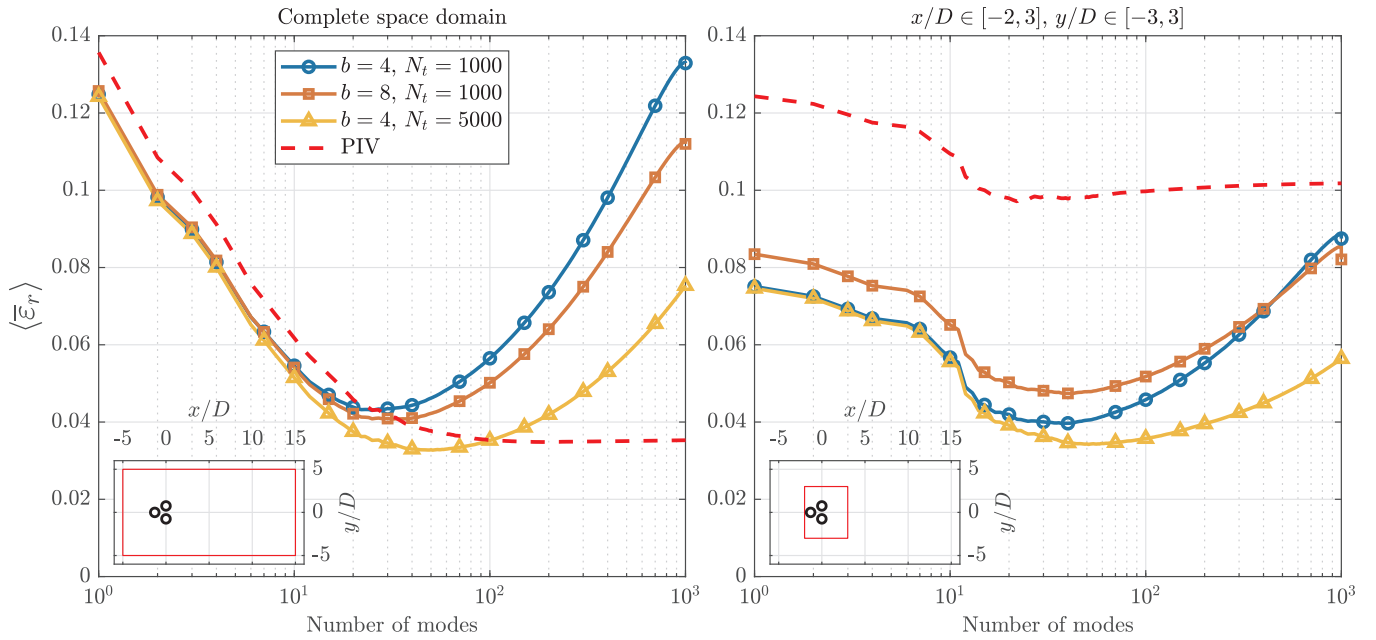 Complete space domain
0.14
0.12
0.1
0.08
0.06
0.04
0.02
0
⟨ε̅_r⟩
b = 4, N_t = 1000
b = 8, N_t = 1000
b = 4, N_t = 5000
PIV
x/D
-5 0 5 10 15
5
0
-5
y/D
10^0 10^1 10^2 10^3
Number of modes
x/D ∈ [−2, 3], y/D ∈ [−3, 3]
0.14
0.12
0.1
0.08
0.06
0.04
0.02
0
x/D
-5 0 5 10 15
5
0
-5
y/D
10^0 10^1 10^2 10^3
Number of modes